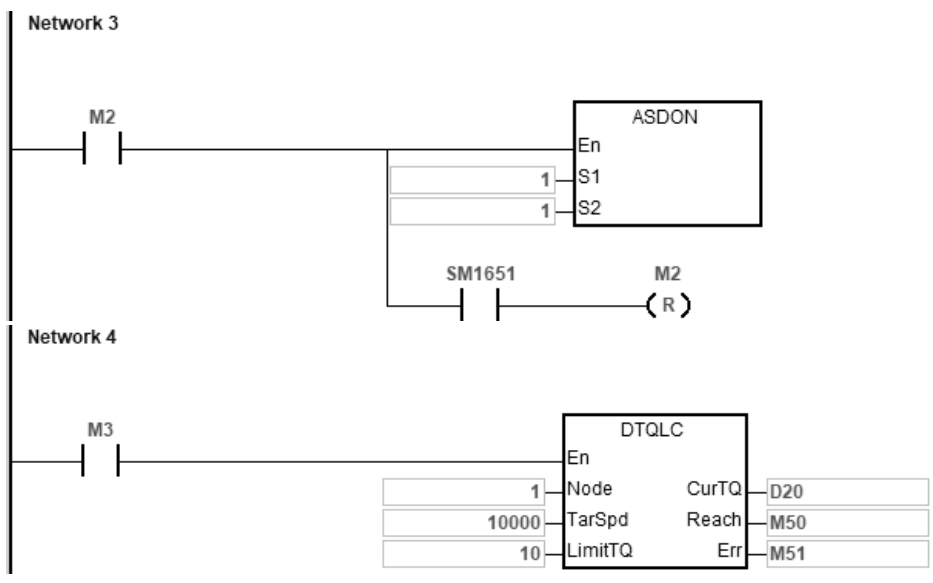 Network 3
M2
ASDON
En
1 S1
1 S2
SM1651 M2
R
Network 4
M3
DTQLC
En
1 Node CurTQ D20
10000 TarSpd Reach M50
10 LimitTQ Err M51